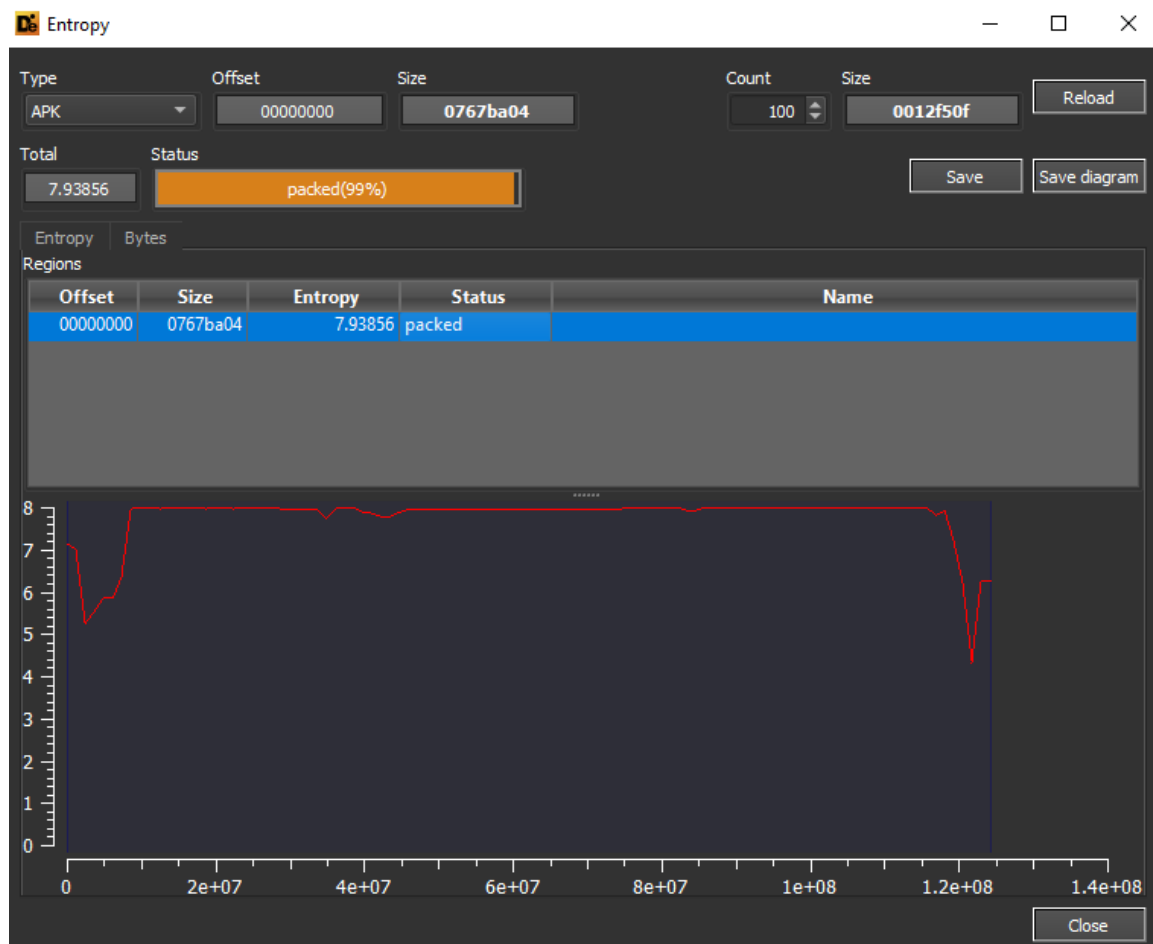 De Entropy
Type Offset Size Count Size
APK 00000000 0767ba04 100 0012f50f Reload
Total Status
7.93856 packed(99%) Save Save diagram
Entropy Bytes
Regions
Offset Size Entropy Status Name
00000000 0767ba04 7.93856 packed
8
7
6
5
4
3
2
1
0
0 2e+07 4e+07 6e+07 8e+07 1e+08 1.2e+08 1.4e+08
Close